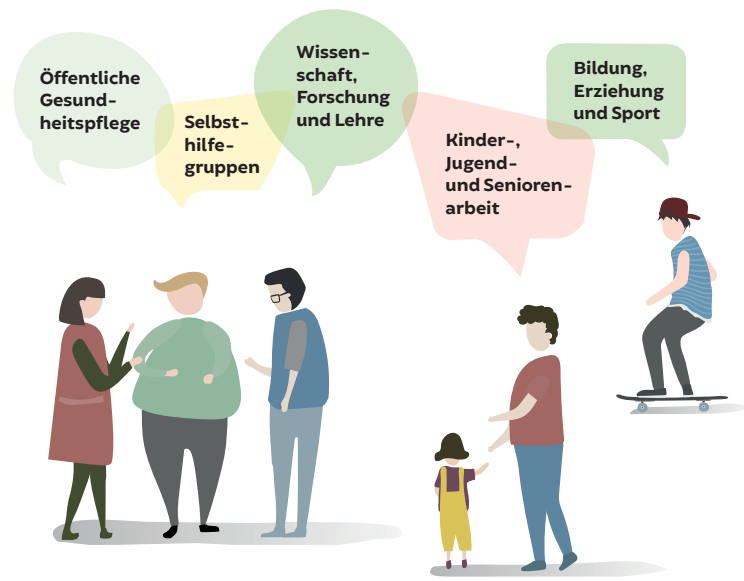 Öffentliche
Gesund-
heitspflege
Selbst-
hilfe-
gruppen
Wissen-
schaft,
Forschung
und Lehre
Kinder-,
Jugend-
und Senioren-
arbeit
Bildung,
Erziehung
und Sport